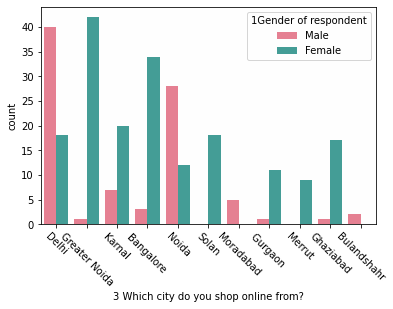 1Gender of respondent
Male
Female
40
35
30
25
20
15
10
5
0
count
Delhi
Greater Noida
Karnal
Bangalore
Noida
Solan
Moradabad
Gurgaon
Merrut
Ghaziabad
Bulandshahr
3 Which city do you shop online from?